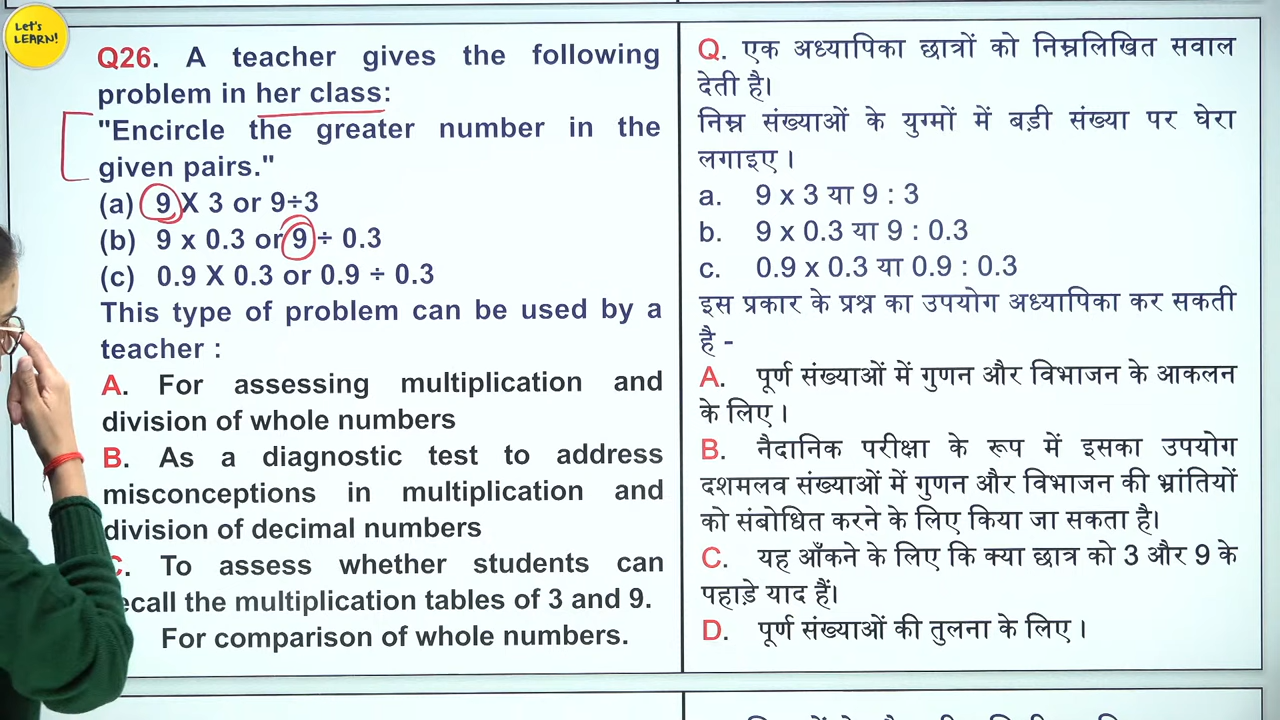 Let's
LEARN!
Q26. A teacher gives the following
problem in her class:
"Encircle the greater number in the
given pairs."
(a) 9 X 3 or 9÷3
(b) 9 x 0.3 or 9 ÷ 0.3
(c) 0.9 X 0.3 or 0.9 ÷ 0.3
This type of problem can be used by a
teacher :
A. For assessing multiplication and
division of whole numbers
B. As a diagnostic test to address
misconceptions in multiplication and
division of decimal numbers
C. To assess whether students can
ecall the multiplication tables of 3 and 9.
For comparison of whole numbers.
Q. एक अध्यापिका छात्रों को निम्नलिखित सवाल
देती है।
निम्न संख्याओं के युग्मों में बड़ी संख्या पर घेरा
लगाइए ।
a. 9 x 3 या 9 : 3
b. 9 x 0.3 या 9 : 0.3
c. 0.9 x 0.3 या 0.9 : 0.3
इस प्रकार के प्रश्न का उपयोग अध्यापिका कर सकती
है -
A. पूर्ण संख्याओं में गुणन और विभाजन के आकलन
के लिए ।
B. नैदानिक परीक्षा के रूप में इसका उपयोग
दशमलव संख्याओं में गुणन और विभाजन की भ्रांतियों
को संबोधित करने के लिए किया जा सकता है।
C. यह आँकने के लिए कि क्या छात्र को 3 और 9 के
पहाड़े याद हैं।
D. पूर्ण संख्याओं की तुलना के लिए ।